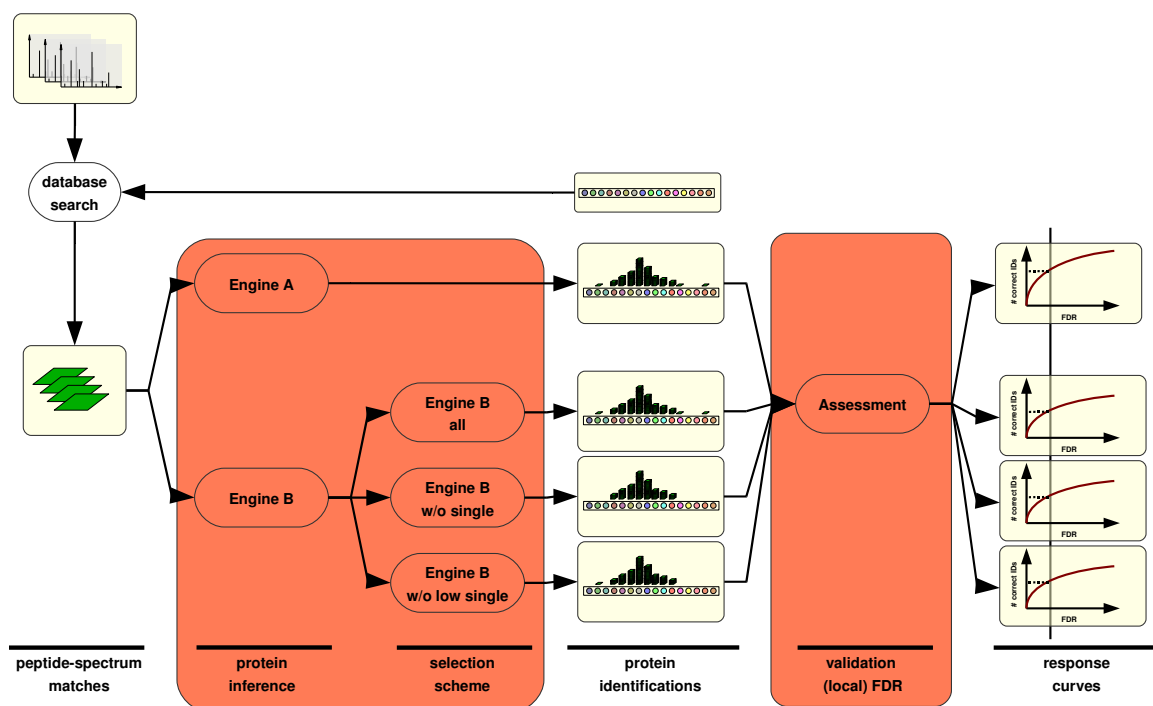 database
search
Engine A
Engine B
all
Engine B
Engine B
w/o single
Engine B
w/o low single
Assessment
# correct IDs
FDR
# correct IDs
FDR
# correct IDs
FDR
# correct IDs
FDR
peptide-spectrum
matches
protein
inference
selection
scheme
protein
identifications
validation
(local) FDR
response
curves